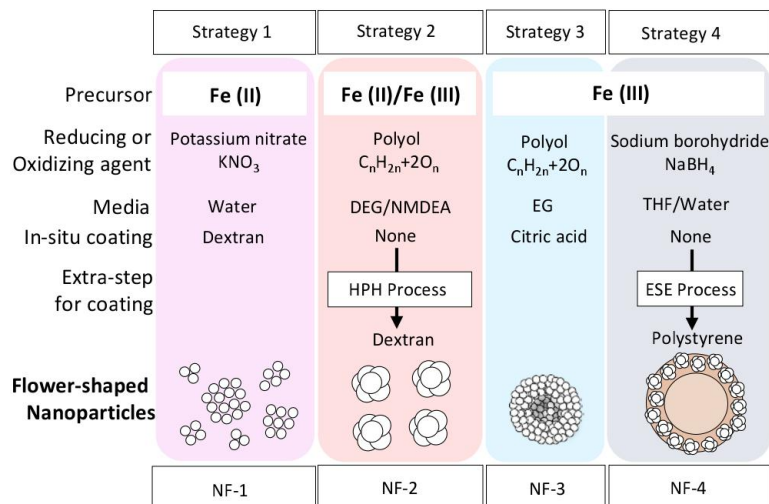 Strategy 1 Strategy 2 Strategy 3 Strategy 4
Precursor Fe (II) Fe (II)/Fe (III) Fe (III)
Reducing or Oxidizing agent Potassium nitrate KNO₃ Polyol CₙH₂ₙ+2Oₙ Polyol CₙH₂ₙ+2Oₙ Sodium borohydride NaBH₄
Media Water DEG/NMDEA EG THF/Water
In-situ coating Dextran None Citric acid None
Extra-step for coating HPH Process ESE Process
Dextran Polystyrene
Flower-shaped Nanoparticles
NF-1 NF-2 NF-3 NF-4